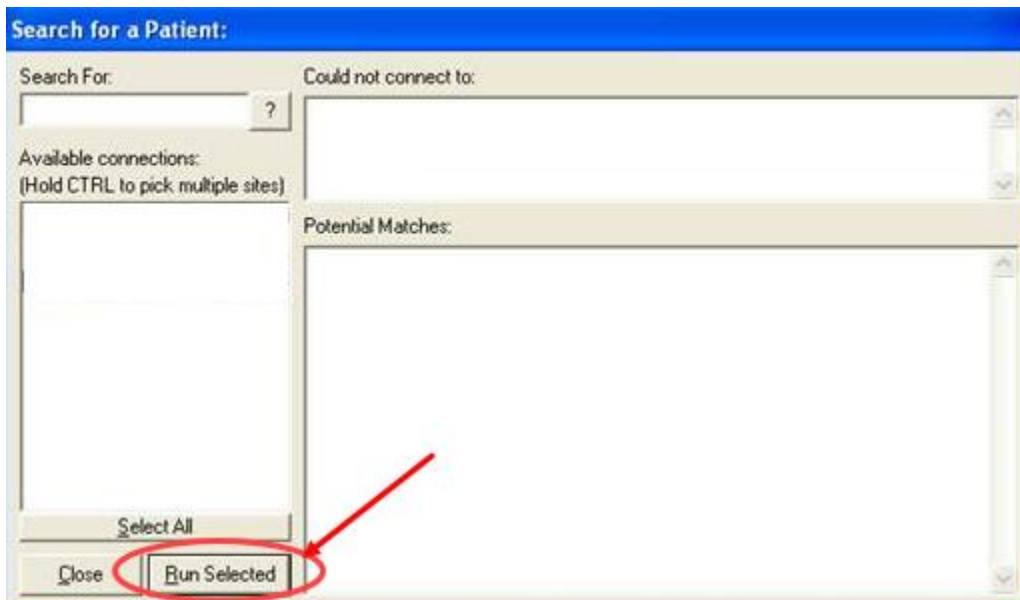 Search for a Patient:
Search For:
?
Available connections:
(Hold CTRL to pick multiple sites)
Select All
Close
Run Selected
Could not connect to:
Potential Matches: